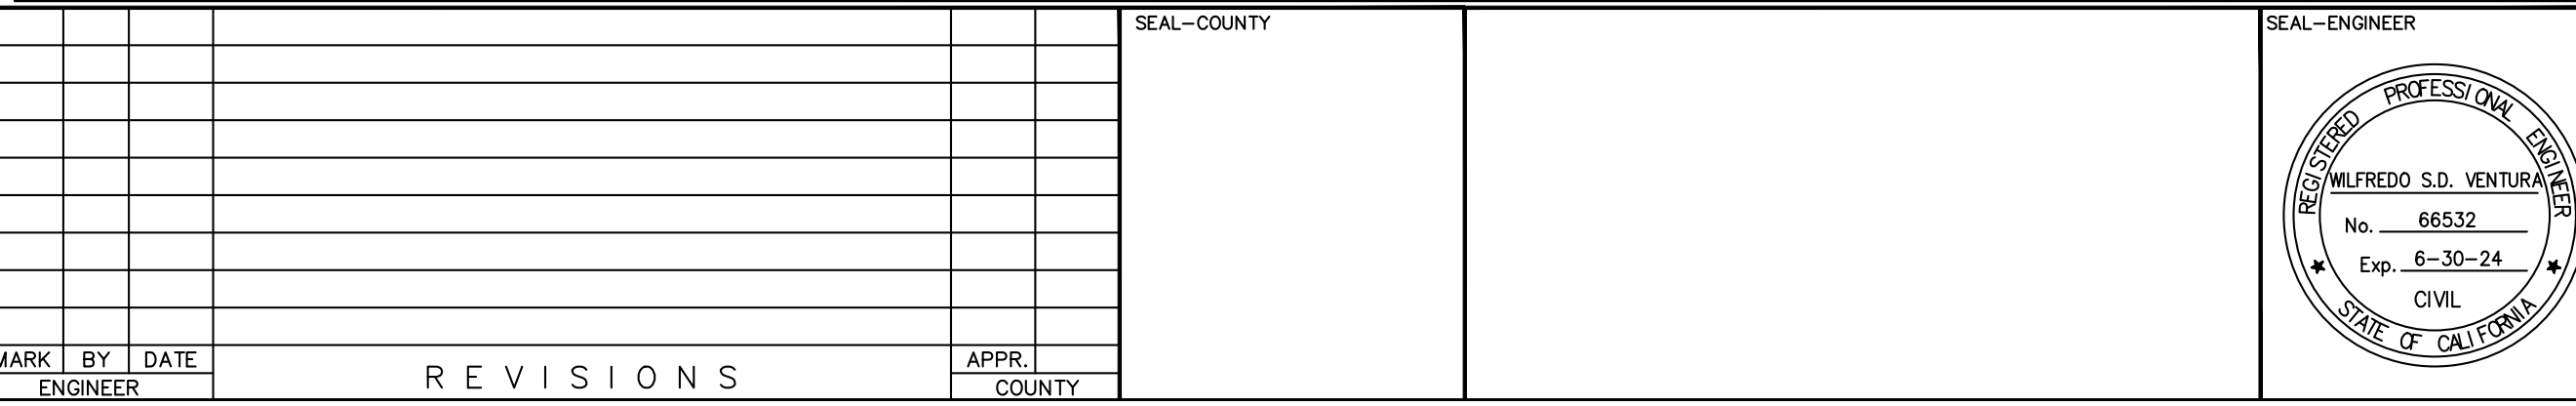 SEAL-COUNTY
SEAL-ENGINEER
REGISTERED PROFESSIONAL ENGINEER
WILFREDO S.D. VENTURA
No. 66532
Exp. 6-30-24
CIVIL
STATE OF CALIFORNIA
MARK BY DATE
REVISIONS
APPR.
ENGINEER
COUNTY